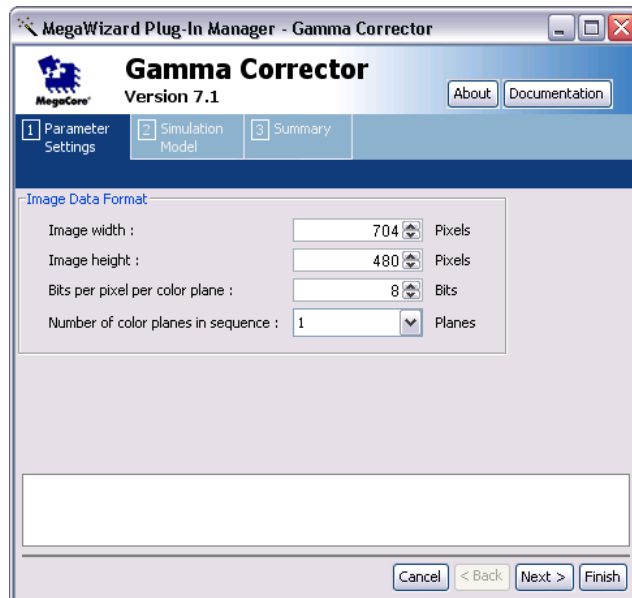 MegaWizard Plug-In Manager - Gamma Corrector
MegaCore®
Gamma Corrector
Version 7.1
About
Documentation
1 Parameter Settings
2 Simulation Model
3 Summary
Image Data Format
Image width : 704 Pixels
Image height : 480 Pixels
Bits per pixel per color plane : 8 Bits
Number of color planes in sequence : 1 Planes
Cancel
< Back
Next >
Finish